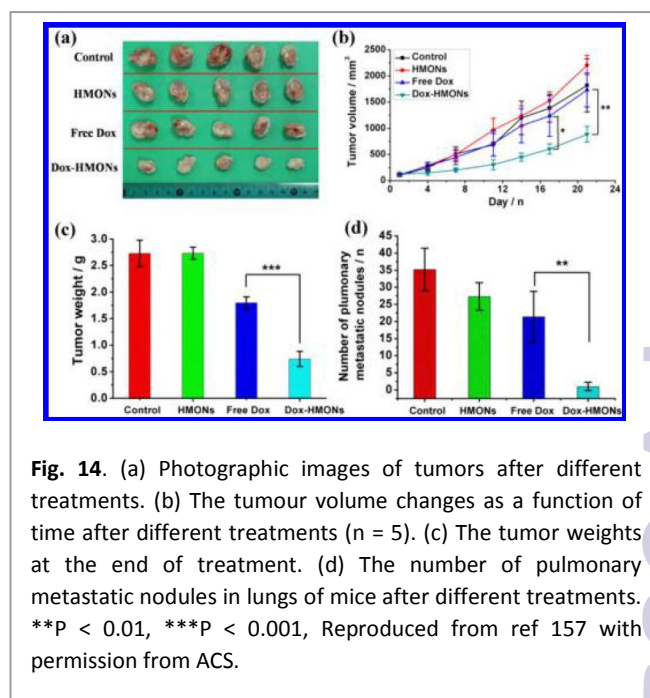 (a)
Control
HMONs
Free Dox
Dox-HMONs
(b)
Tumor volume / mm³
2500
2000
1500
1000
500
0
Control
HMONs
Free Dox
Dox-HMONs
*
**
0 4 8 12 16 20 24
Day / n
(c)
Tumor weight / g
3.0
2.5
2.0
1.5
1.0
0.5
0.0
***
Control HMONs Free Dox Dox-HMONs
(d)
Number of plumonary
metastatic nodules / n
45
40
35
30
25
20
15
10
5
0
**
Control HMONs Free Dox Dox-HMONs
Fig. 14. (a) Photographic images of tumors after different
treatments. (b) The tumour volume changes as a function of
time after different treatments (n = 5). (c) The tumor weights
at the end of treatment. (d) The number of pulmonary
metastatic nodules in lungs of mice after different treatments.
**P < 0.01, ***P < 0.001, Reproduced from ref 157 with
permission from ACS.